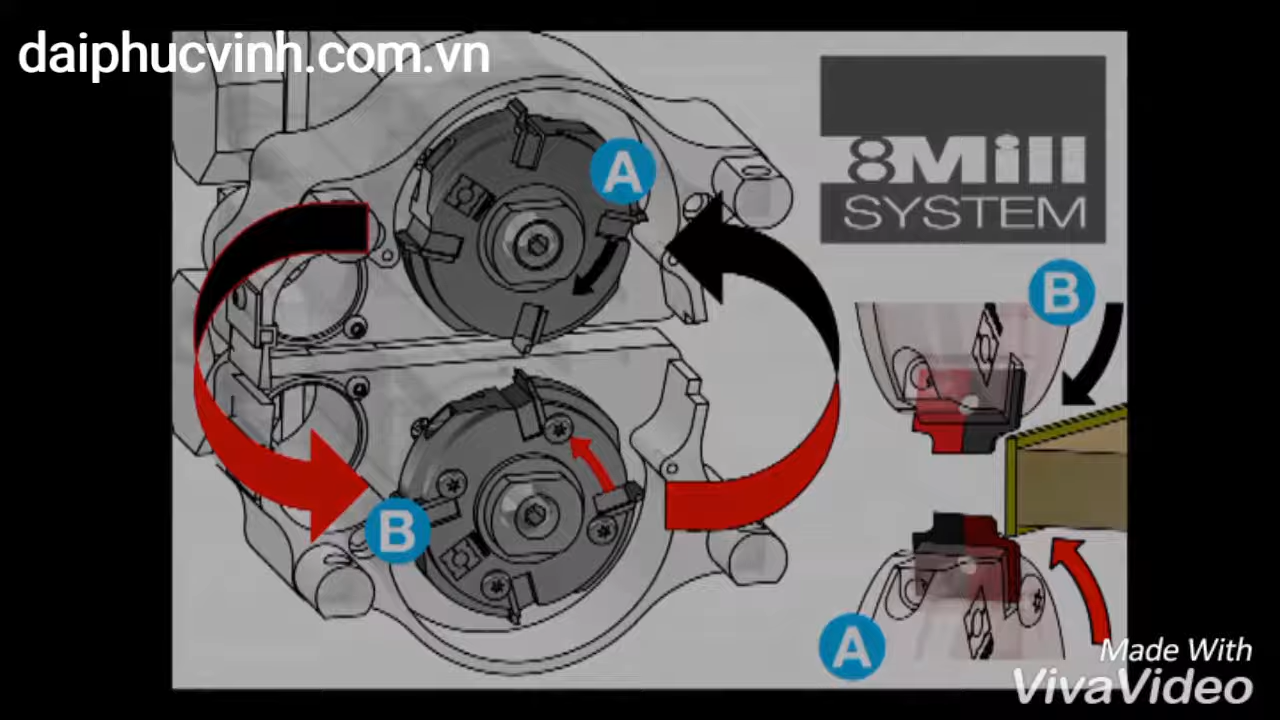 daiphucvinh.com.vn
A
8Mill
SYSTEM
B
B
A
Made With
VivaVideo